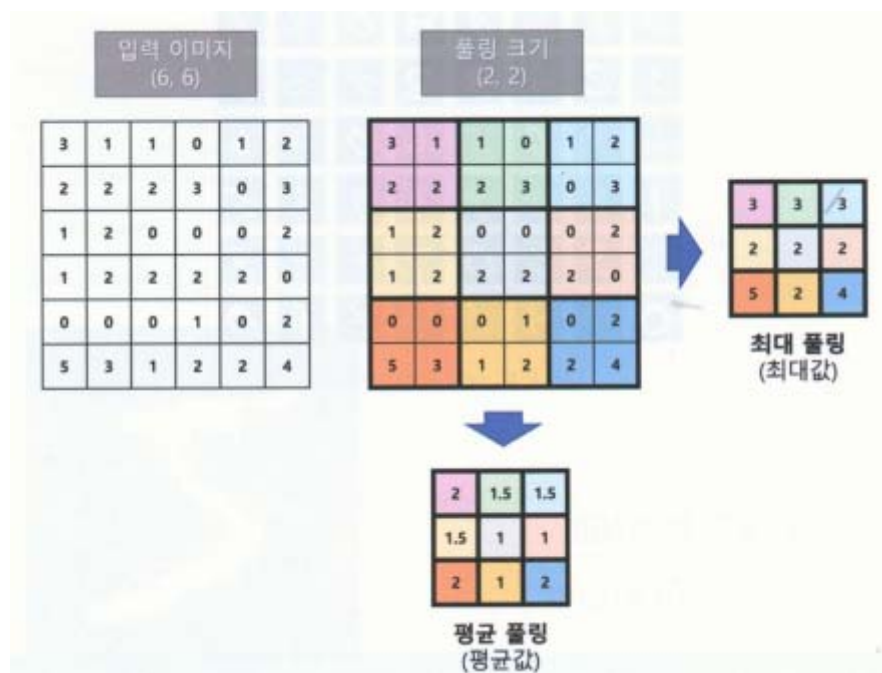 입력 이미지
(6, 6)
풀링 크기
(2, 2)
3 1 1 0 1 2
2 2 2 3 0 3
1 2 0 0 0 2
1 2 2 2 2 0
0 0 0 1 0 2
5 3 1 2 2 4
3 1 1 0 1 2
2 2 2 3 0 3
1 2 0 0 0 2
1 2 2 2 2 0
0 0 0 1 0 2
5 3 1 2 2 4
3 3 3
2 2 2
5 2 4
최대 풀링
(최대값)
2 1.5 1.5
1.5 1 1
2 1 2
평균 풀링
(평균값)